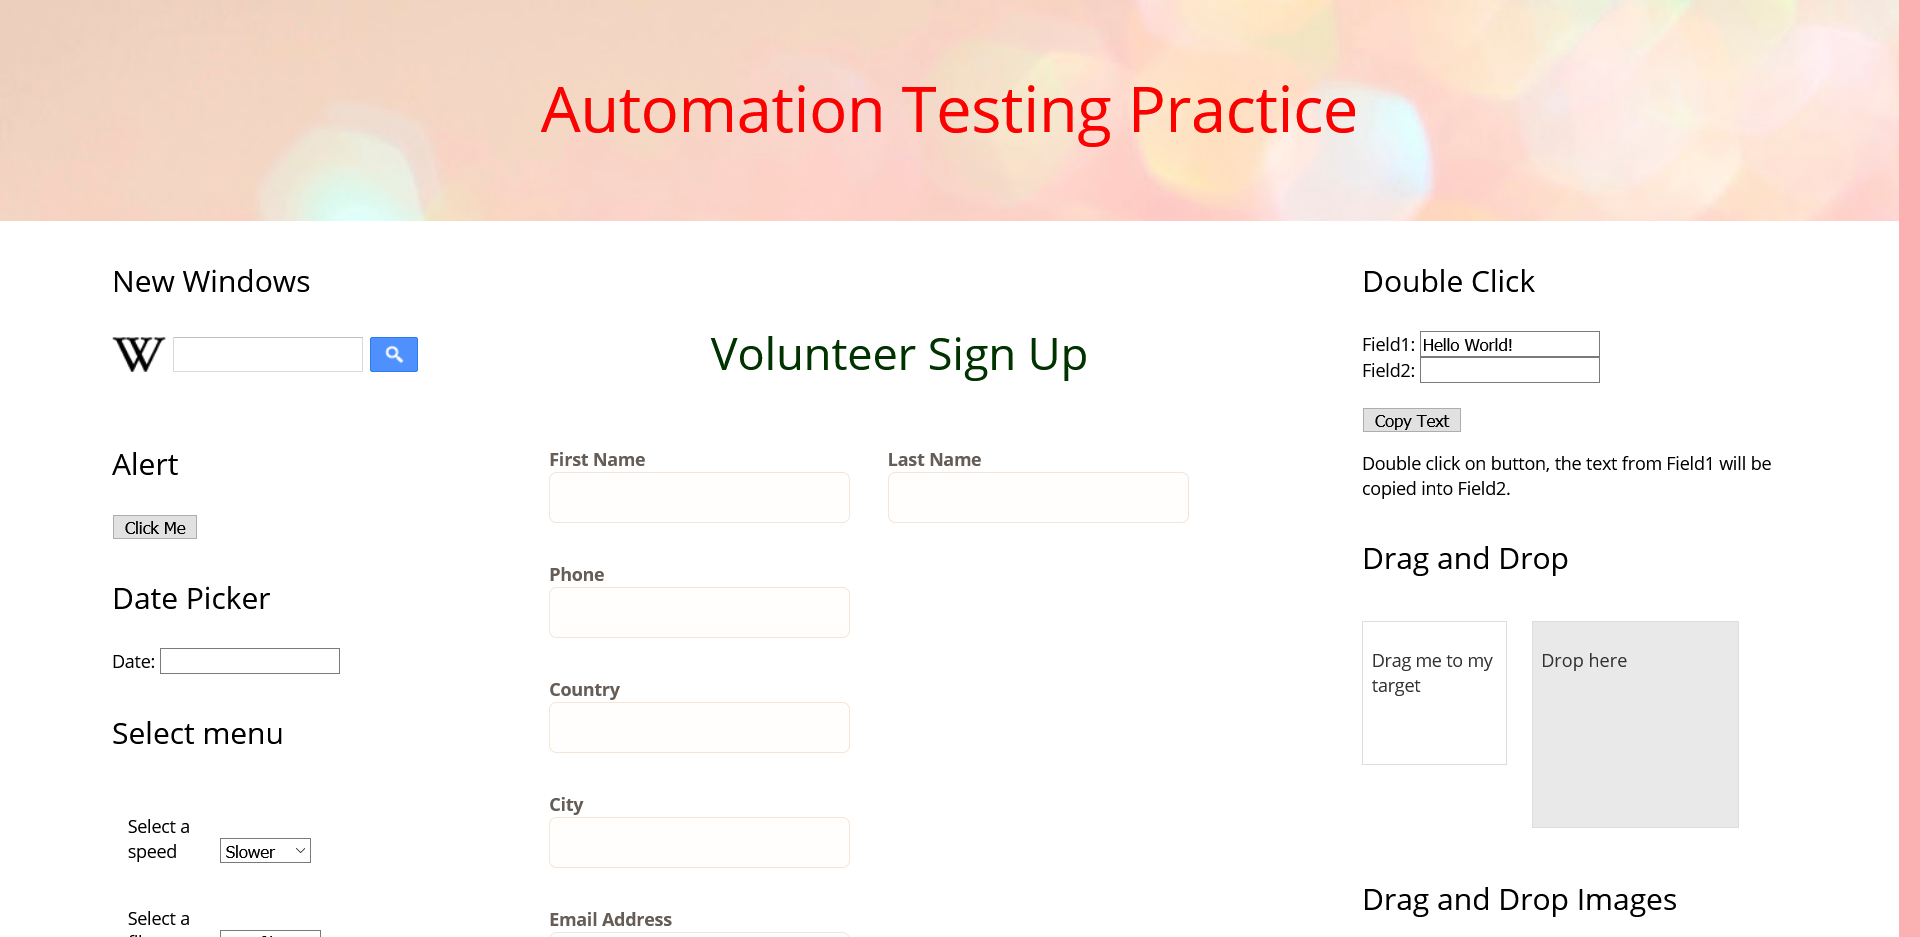 Automation Testing Practice
New Windows
W
Alert
Click Me
Date Picker
Date:
Select menu
Select a
speed
Slower
Select a
Volunteer Sign Up
First Name
Last Name
Phone
Country
City
Email Address
Double Click
Field1: Hello World!
Field2:
Copy Text
Double click on button, the text from Field1 will be
copied into Field2.
Drag and Drop
Drag me to my
target
Drop here
Drag and Drop Images